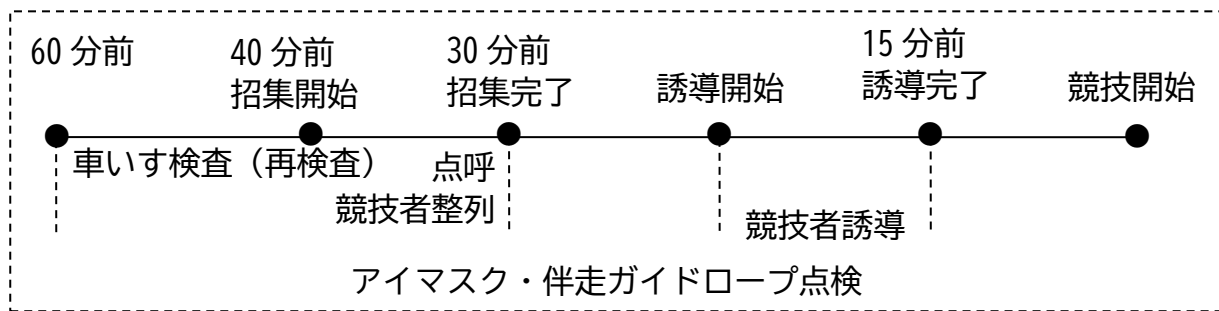 60 分前
40 分前
招集開始
30 分前
招集完了
誘導開始
15 分前
誘導完了
競技開始
車いす検査（再検査）
点呼
競技者整列
競技者誘導
アイマスク・伴走ガイドロープ点検